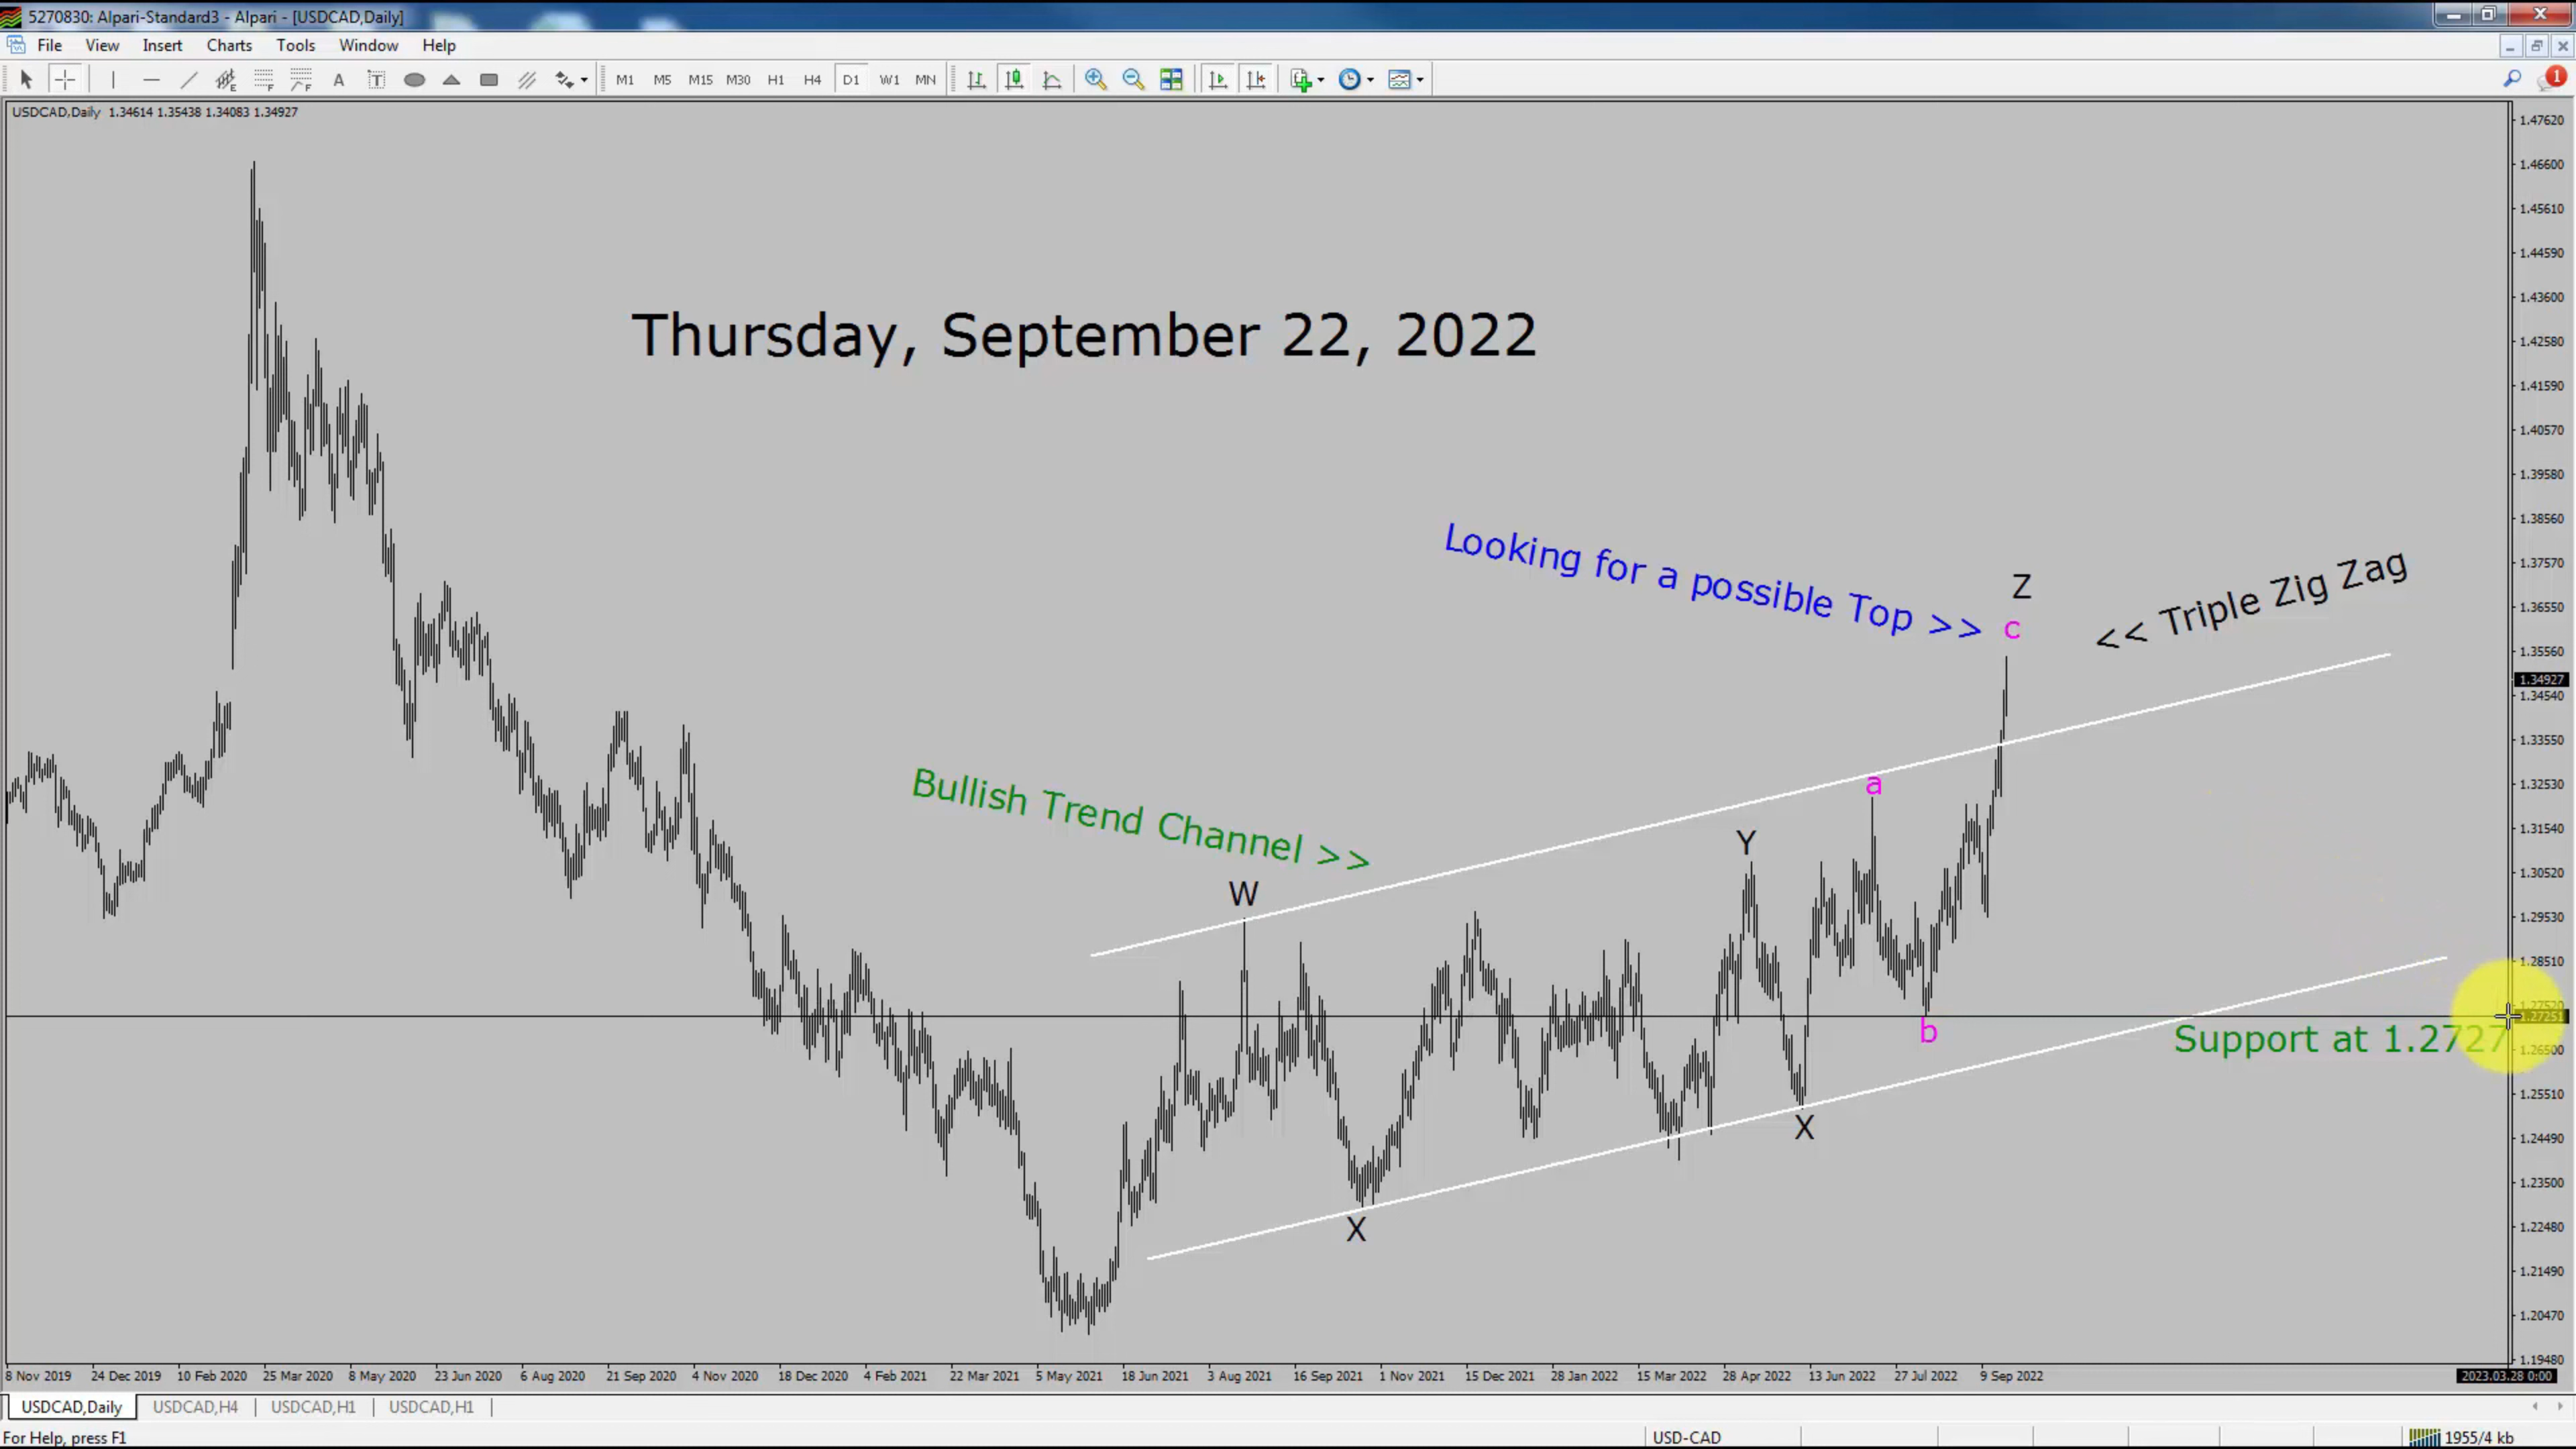 5270830: Alpari-Standard3 - Alpari - [USDCAD,Daily]
File View Insert Charts Tools Window Help
A T M1 M5 M15 M30 H1 H4 D1 W1 MN 1
USDCAD,Daily 1.34614 1.35438 1.34083 1.34927
1.47620
1.46600
1.45610
1.44590
1.43600
Thursday, September 22, 2022
1.42580
1.41590
1.40570
1.39580
1.38560
Looking for a possible Top >>
<< Triple Zig Zag
1.37570
Z
1.36550
c
1.35560
1.34927
1.34540
1.33550
Bullish Trend Channel >>
a
1.32530
1.31540
Y
1.30520
W
1.29530
1.28510
1.27520
1.27251
b
Support at 1.2727
1.26500
1.25510
X
1.24490
1.23500
X
1.22480
1.21490
1.20470
1.19480
8 Nov 2019 24 Dec 2019 10 Feb 2020 25 Mar 2020 8 May 2020 23 Jun 2020 6 Aug 2020 21 Sep 2020 4 Nov 2020 18 Dec 2020 4 Feb 2021 22 Mar 2021 5 May 2021 18 Jun 2021 3 Aug 2021 16 Sep 2021 1 Nov 2021 15 Dec 2021 28 Jan 2022 15 Mar 2022 28 Apr 2022 13 Jun 2022 27 Jul 2022 9 Sep 2022 2023.03.28 0:00
USDCAD,Daily USDCAD,H4 USDCAD,H1 USDCAD,H1
For Help, press F1 USD-CAD 1955/4 kb